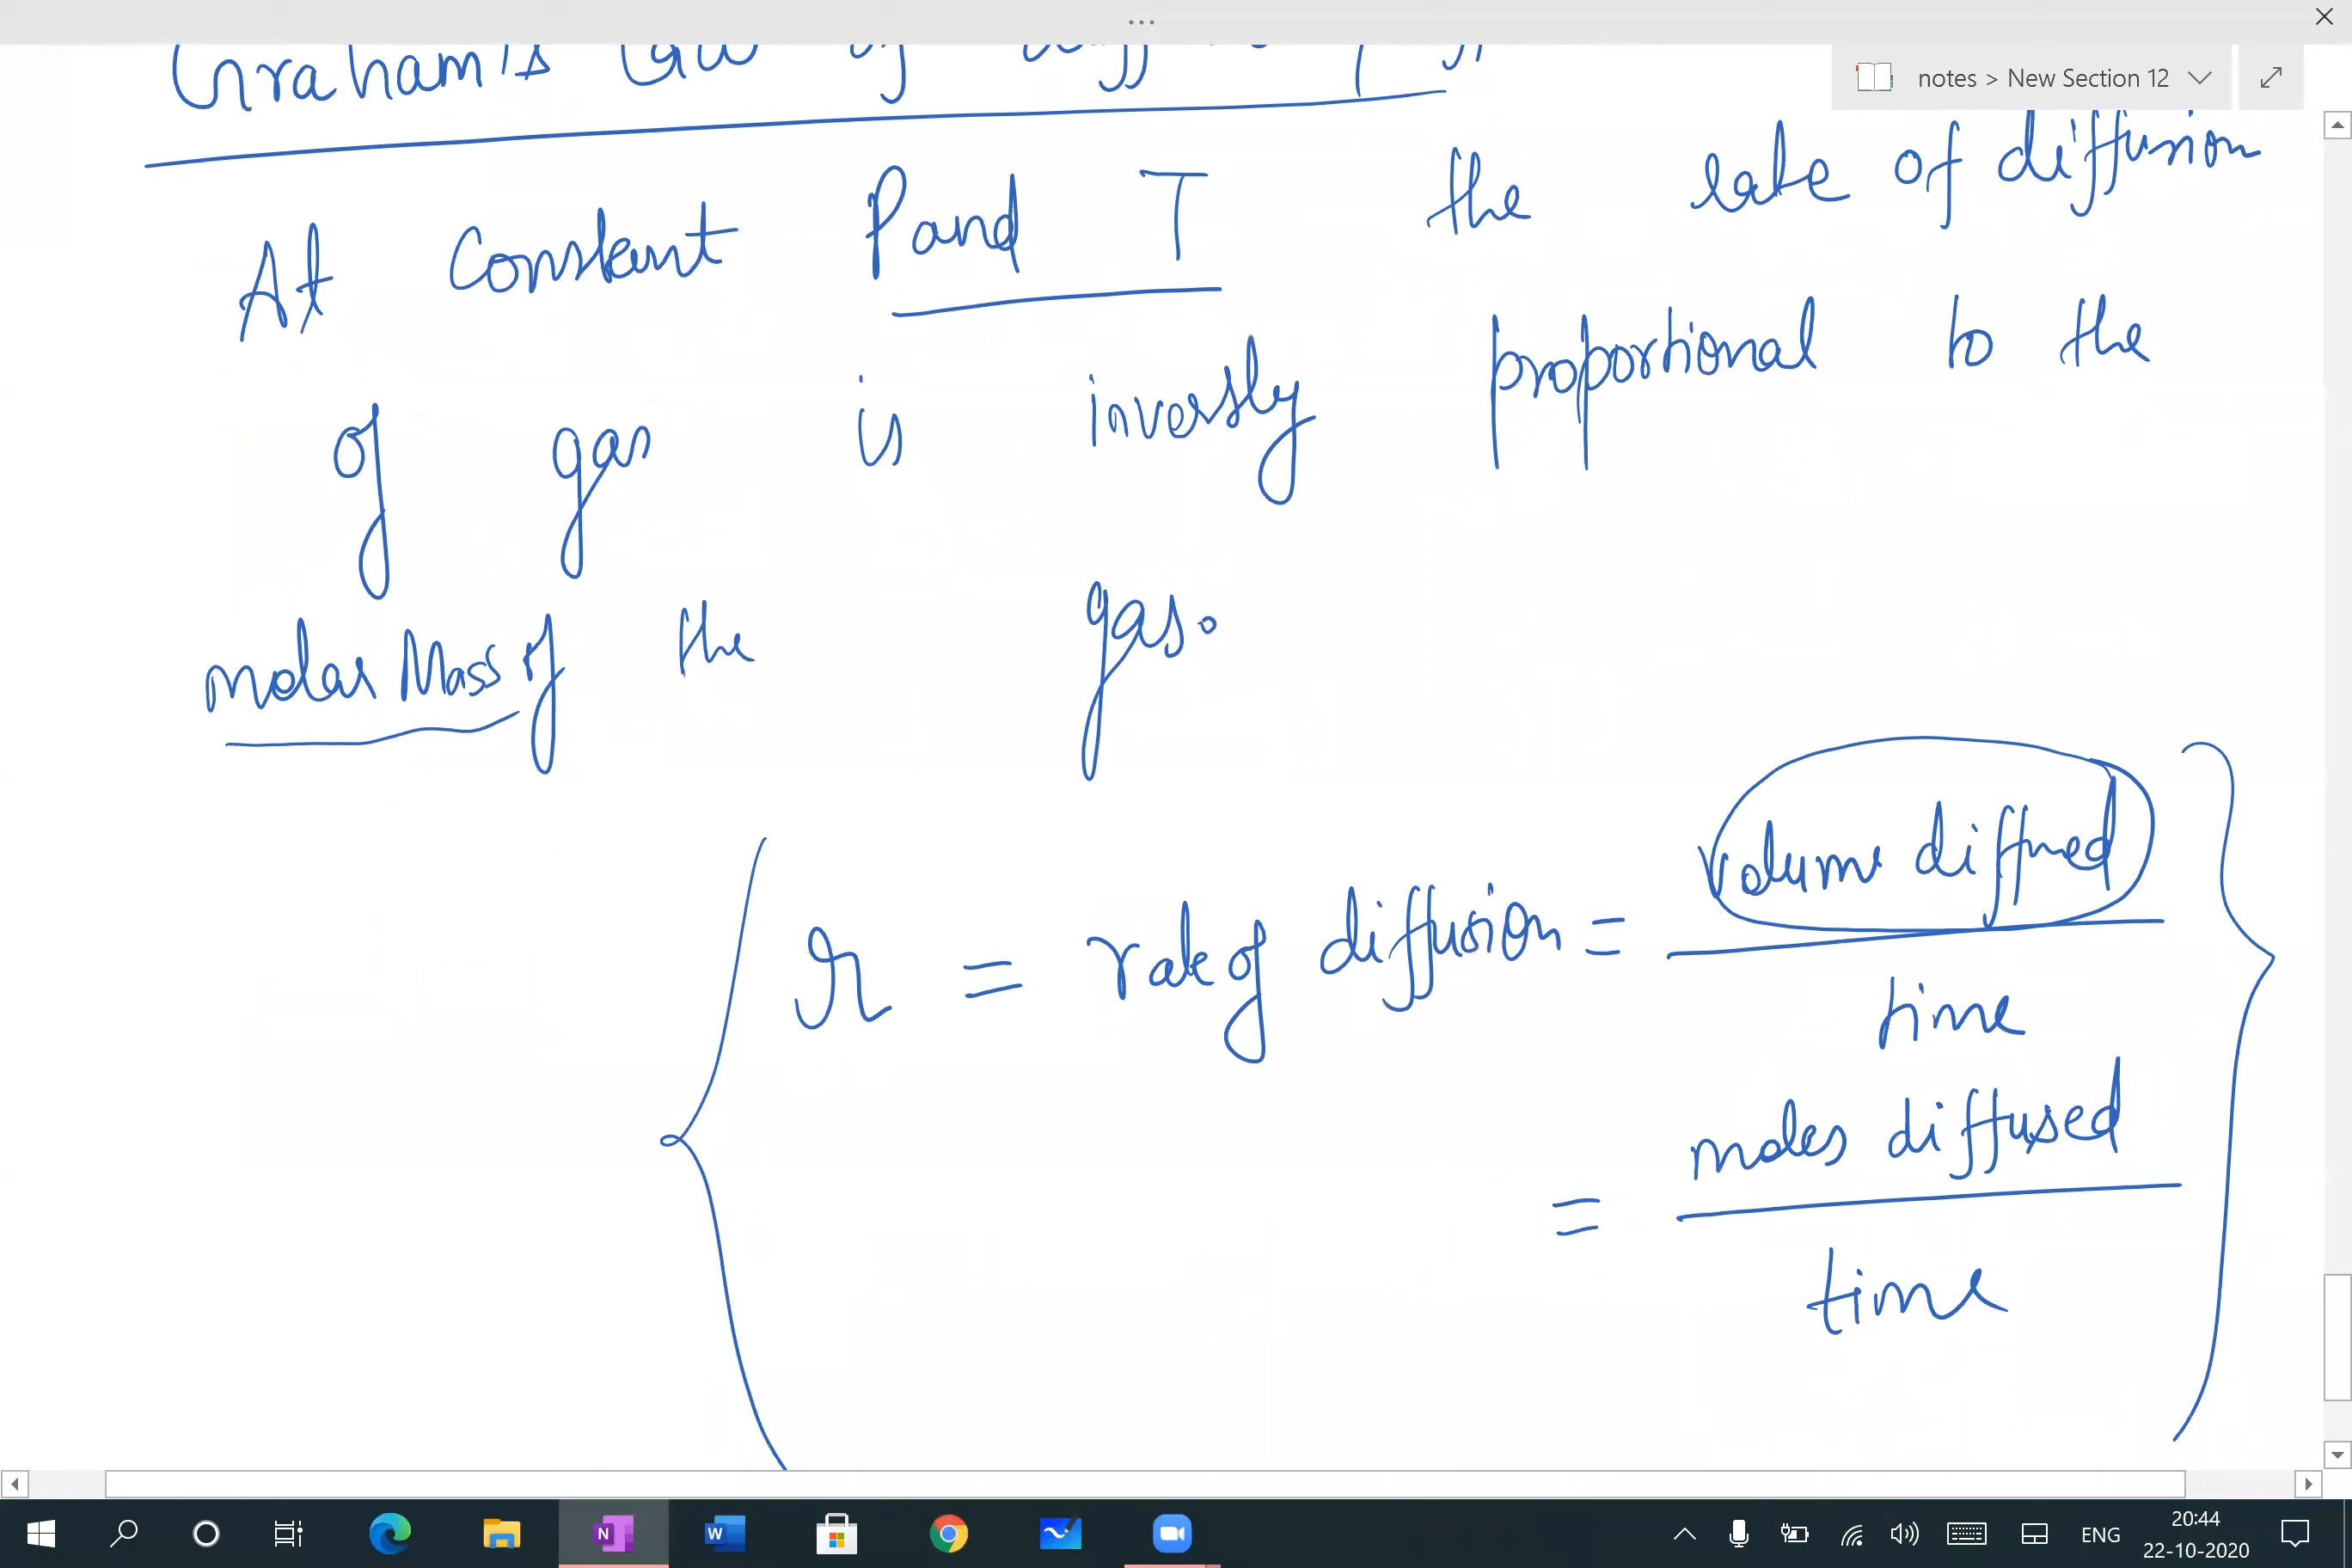 ...
notes > New Section 12
Graham's Law of
At constant P and T the rate of diffusion
of gas is inversly proportional to the
molar Mass of the gas.
r = rate of diffusion = volume diffused
time
= moles diffused
time
ENG
20:44
22-10-2020